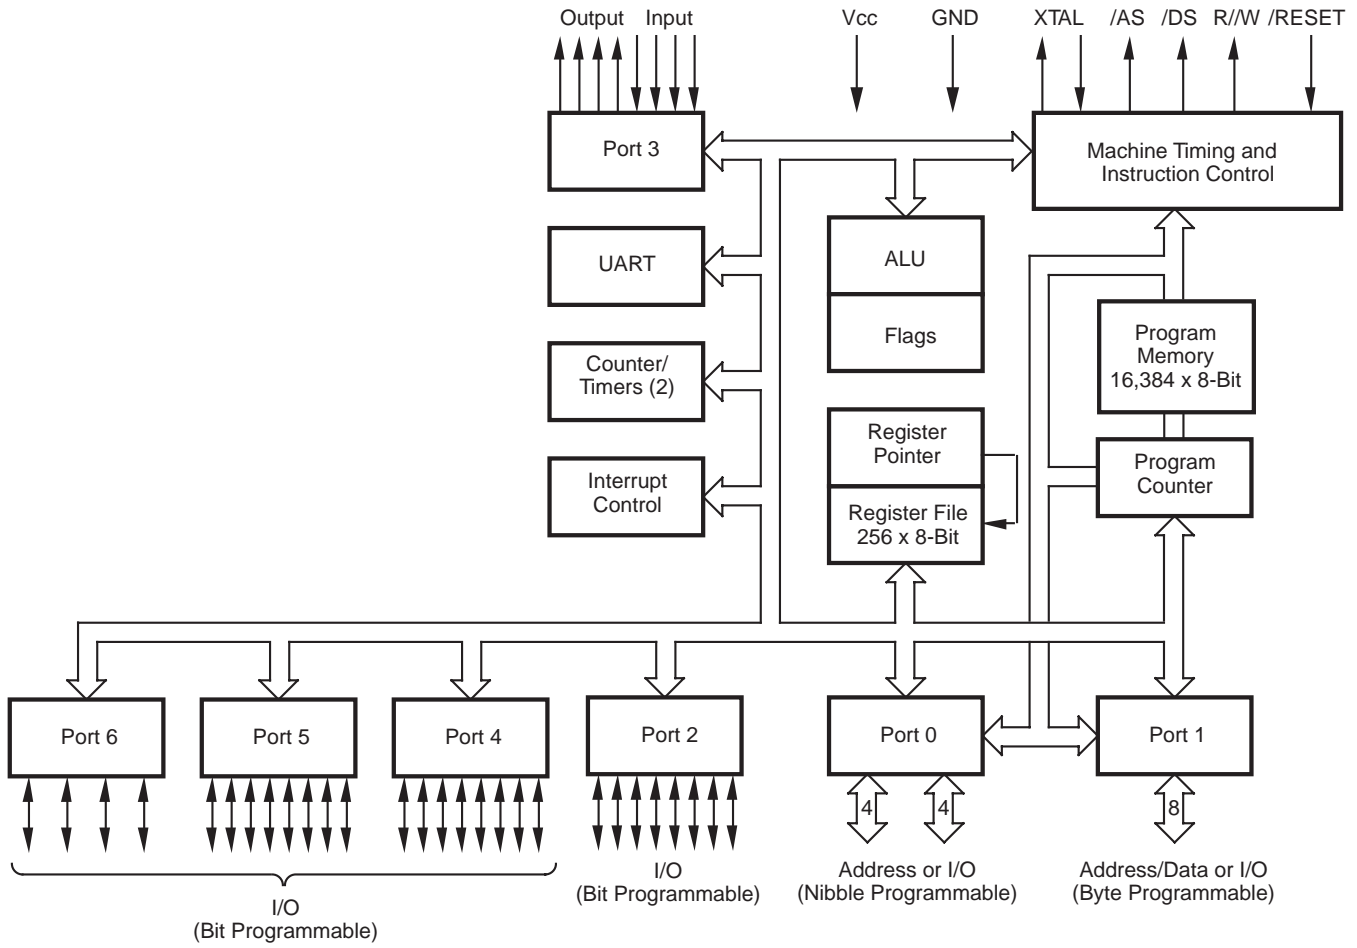 Output Input Vcc GND XTAL /AS /DS R//W /RESET
Port 3
Machine Timing and
Instruction Control
UART
ALU
Flags
Counter/
Timers (2)
Program
Memory
16,384 x 8-Bit
Register
Pointer
Program
Counter
Interrupt
Control
Register File
256 x 8-Bit
Port 6
Port 5
Port 4
Port 2
Port 0
Port 1
4
4
8
I/O
(Bit Programmable)
I/O
(Bit Programmable)
Address or I/O
(Nibble Programmable)
Address/Data or I/O
(Byte Programmable)